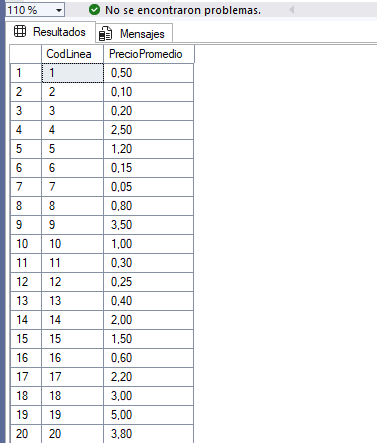 110 % No se encontraron problemas.
Resultados Mensajes
CodLinea PrecioPromedio
1 1 0,50
2 2 0,10
3 3 0,20
4 4 2,50
5 5 1,20
6 6 0,15
7 7 0,05
8 8 0,80
9 9 3,50
10 10 1,00
11 11 0,30
12 12 0,25
13 13 0,40
14 14 2,00
15 15 1,50
16 16 0,60
17 17 2,20
18 18 3,00
19 19 5,00
20 20 3,80